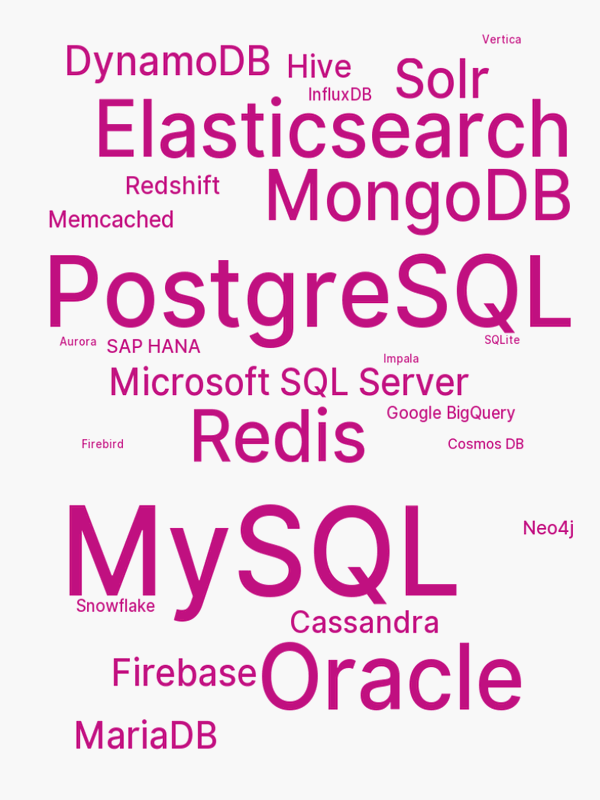 Vertica
DynamoDB
Hive
Solr
InfluxDB
Elasticsearch
Redshift
MongoDB
Memcached
PostgreSQL
Aurora
SAP HANA
SQLite
Impala
Microsoft SQL Server
Google BigQuery
Redis
Firebird
Cosmos DB
MySQL
Neo4j
Snowflake
Cassandra
Firebase
Oracle
MariaDB